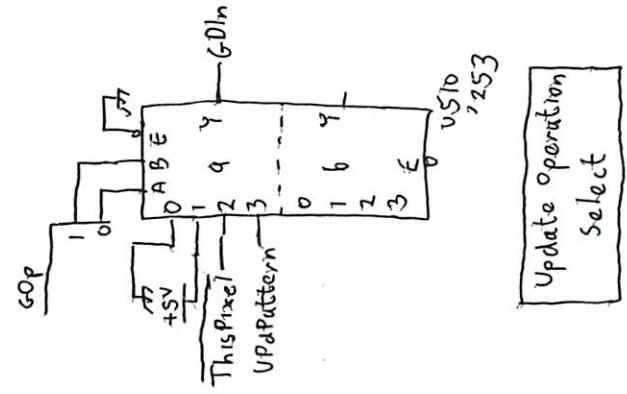 GOp
1
0
+5V
ThisPixel
UPdPattern
0
1
2
3
A B E
a
y
GDIn
0
1
2
3
b
y
E
U510
'253
Update Operation
Select